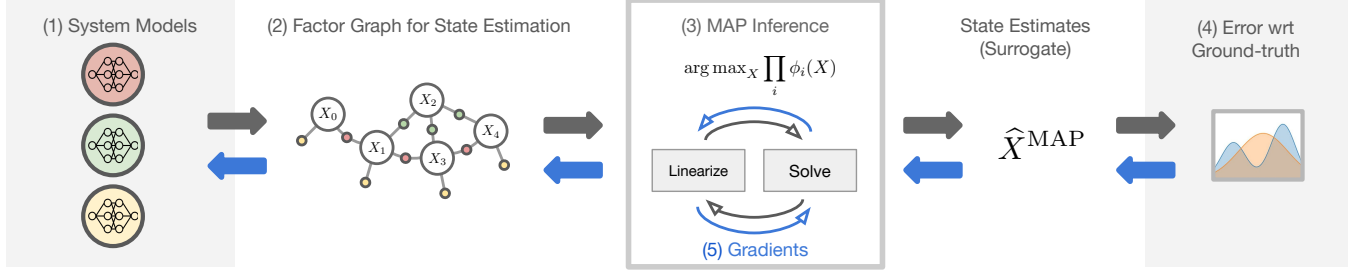 (1) System Models
(2) Factor Graph for State Estimation
X₀
X₁
X₂
X₃
X₄
(3) MAP Inference
arg max_X ∏_i ϕ_i(X)
Linearize
Solve
(5) Gradients
State Estimates
(Surrogate)
X̂^MAP
(4) Error wrt
Ground-truth